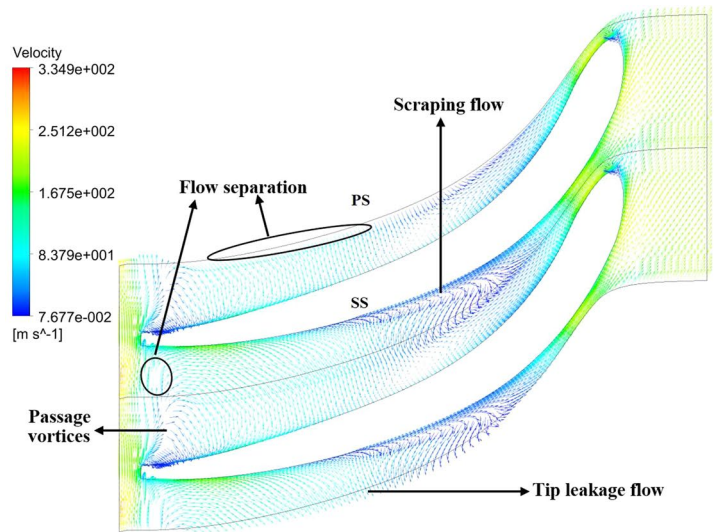 Velocity
3.349e+002
2.512e+002
1.675e+002
8.379e+001
7.677e-002
[m s^-1]
Scraping flow
Flow separation
PS
SS
Passage
vortices
Tip leakage flow